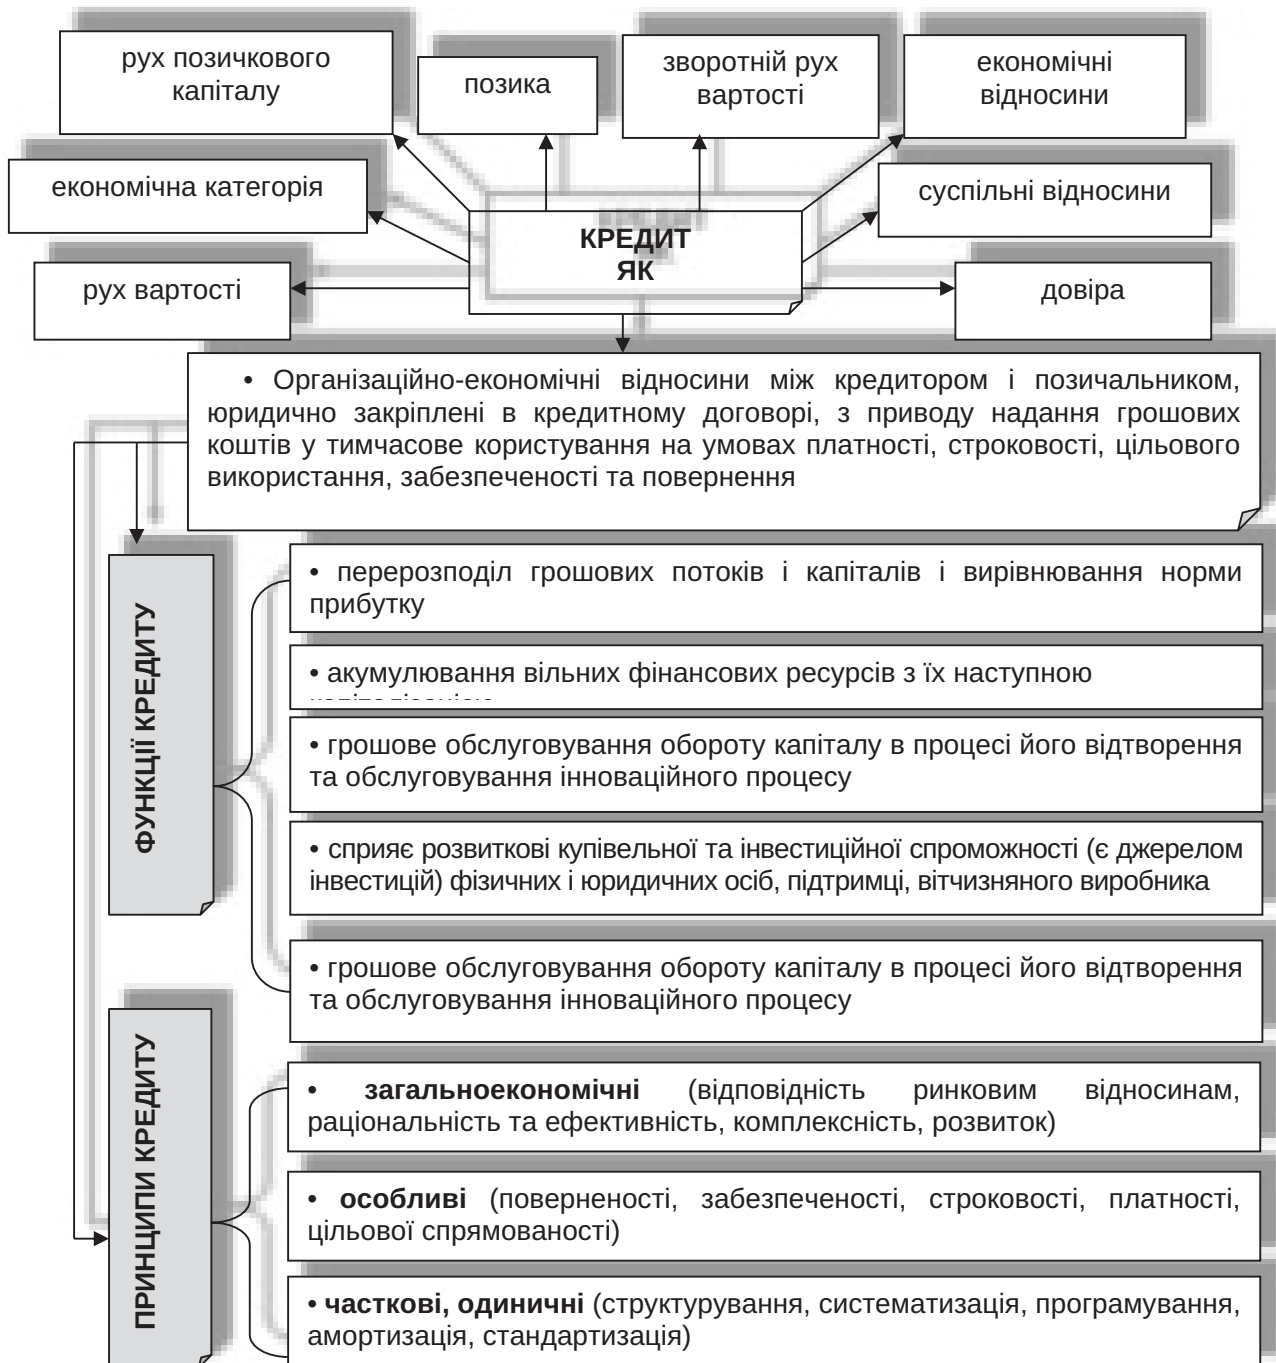 рух позичкового
капіталу
позика
зворотній рух
вартості
економічні
відносини
економічна категорія
суспільні відносини
КРЕДИТ
ЯК
рух вартості
довіра
• Організаційно-економічні відносини між кредитором і позичальником,
юридично закріплені в кредитному договорі, з приводу надання грошових
коштів у тимчасове користування на умовах платності, строковості, цільового
використання, забезпеченості та повернення
ФУНКЦІЇ КРЕДИТУ
• перерозподіл грошових потоків і капіталів і вирівнювання норми
прибутку
• акумулювання вільних фінансових ресурсів з їх наступною
• грошове обслуговування обороту капіталу в процесі його відтворення
та обслуговування інноваційного процесу
• сприяє розвиткові купівельної та інвестиційної спроможності (є джерелом
інвестицій) фізичних і юридичних осіб, підтримці, вітчизняного виробника
• грошове обслуговування обороту капіталу в процесі його відтворення
та обслуговування інноваційного процесу
ПРИНЦИПИ КРЕДИТУ
• загальноекономічні (відповідність ринковим відносинам,
раціональність та ефективність, комплексність, розвиток)
• особливі (поверненості, забезпеченості, строковості, платності,
цільової спрямованості)
• часткові, одиничні (структурування, систематизація, програмування,
амортизація, стандартизація)